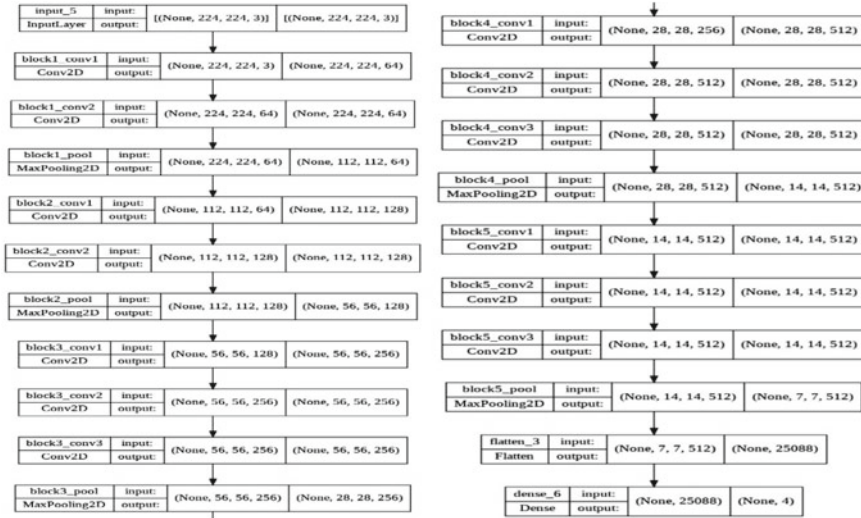 input_5 input: [(None, 224, 224, 3)] [(None, 224, 224, 3)]
InputLayer output:
block1_conv1 input: (None, 224, 224, 3) (None, 224, 224, 64)
Conv2D output:
block1_conv2 input: (None, 224, 224, 64) (None, 224, 224, 64)
Conv2D output:
block1_pool input: (None, 224, 224, 64) (None, 112, 112, 64)
MaxPooling2D output:
block2_conv1 input: (None, 112, 112, 64) (None, 112, 112, 128)
Conv2D output:
block2_conv2 input: (None, 112, 112, 128) (None, 112, 112, 128)
Conv2D output:
block2_pool input: (None, 112, 112, 128) (None, 56, 56, 128)
MaxPooling2D output:
block3_conv1 input: (None, 56, 56, 128) (None, 56, 56, 256)
Conv2D output:
block3_conv2 input: (None, 56, 56, 256) (None, 56, 56, 256)
Conv2D output:
block3_conv3 input: (None, 56, 56, 256) (None, 56, 56, 256)
Conv2D output:
block3_pool input: (None, 56, 56, 256) (None, 28, 28, 256)
MaxPooling2D output:
block4_conv1 input: (None, 28, 28, 256) (None, 28, 28, 512)
Conv2D output:
block4_conv2 input: (None, 28, 28, 512) (None, 28, 28, 512)
Conv2D output:
block4_conv3 input: (None, 28, 28, 512) (None, 28, 28, 512)
Conv2D output:
block4_pool input: (None, 28, 28, 512) (None, 14, 14, 512)
MaxPooling2D output:
block5_conv1 input: (None, 14, 14, 512) (None, 14, 14, 512)
Conv2D output:
block5_conv2 input: (None, 14, 14, 512) (None, 14, 14, 512)
Conv2D output:
block5_conv3 input: (None, 14, 14, 512) (None, 14, 14, 512)
Conv2D output:
block5_pool input: (None, 14, 14, 512) (None, 7, 7, 512)
MaxPooling2D output:
flatten_3 input: (None, 7, 7, 512) (None, 25088)
Flatten output:
dense_6 input: (None, 25088) (None, 4)
Dense output: